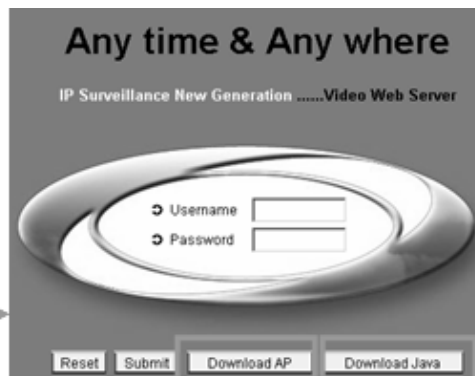 Any time & Any where
IP Surveillance New Generation ......Video Web Server
Username
Password
Reset Submit Download AP Download Java